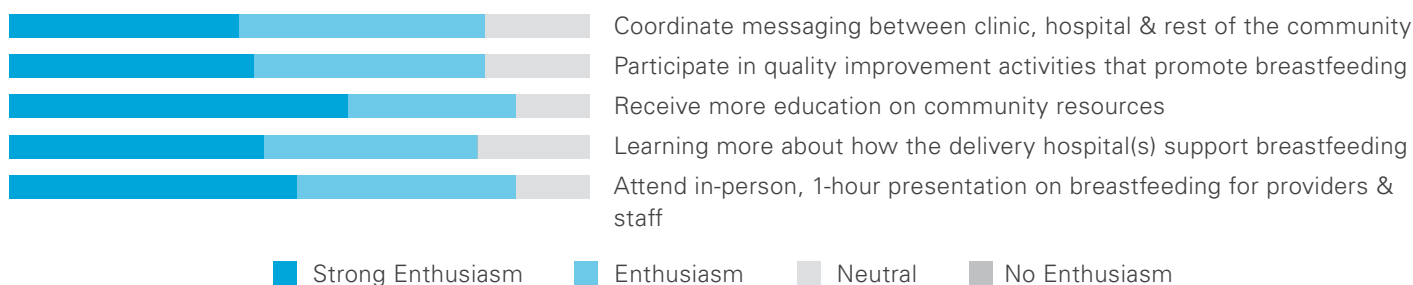 Coordinate messaging between clinic, hospital & rest of the community
Participate in quality improvement activities that promote breastfeeding
Receive more education on community resources
Learning more about how the delivery hospital(s) support breastfeeding
Attend in-person, 1-hour presentation on breastfeeding for providers &
staff
Strong Enthusiasm Enthusiasm Neutral No Enthusiasm